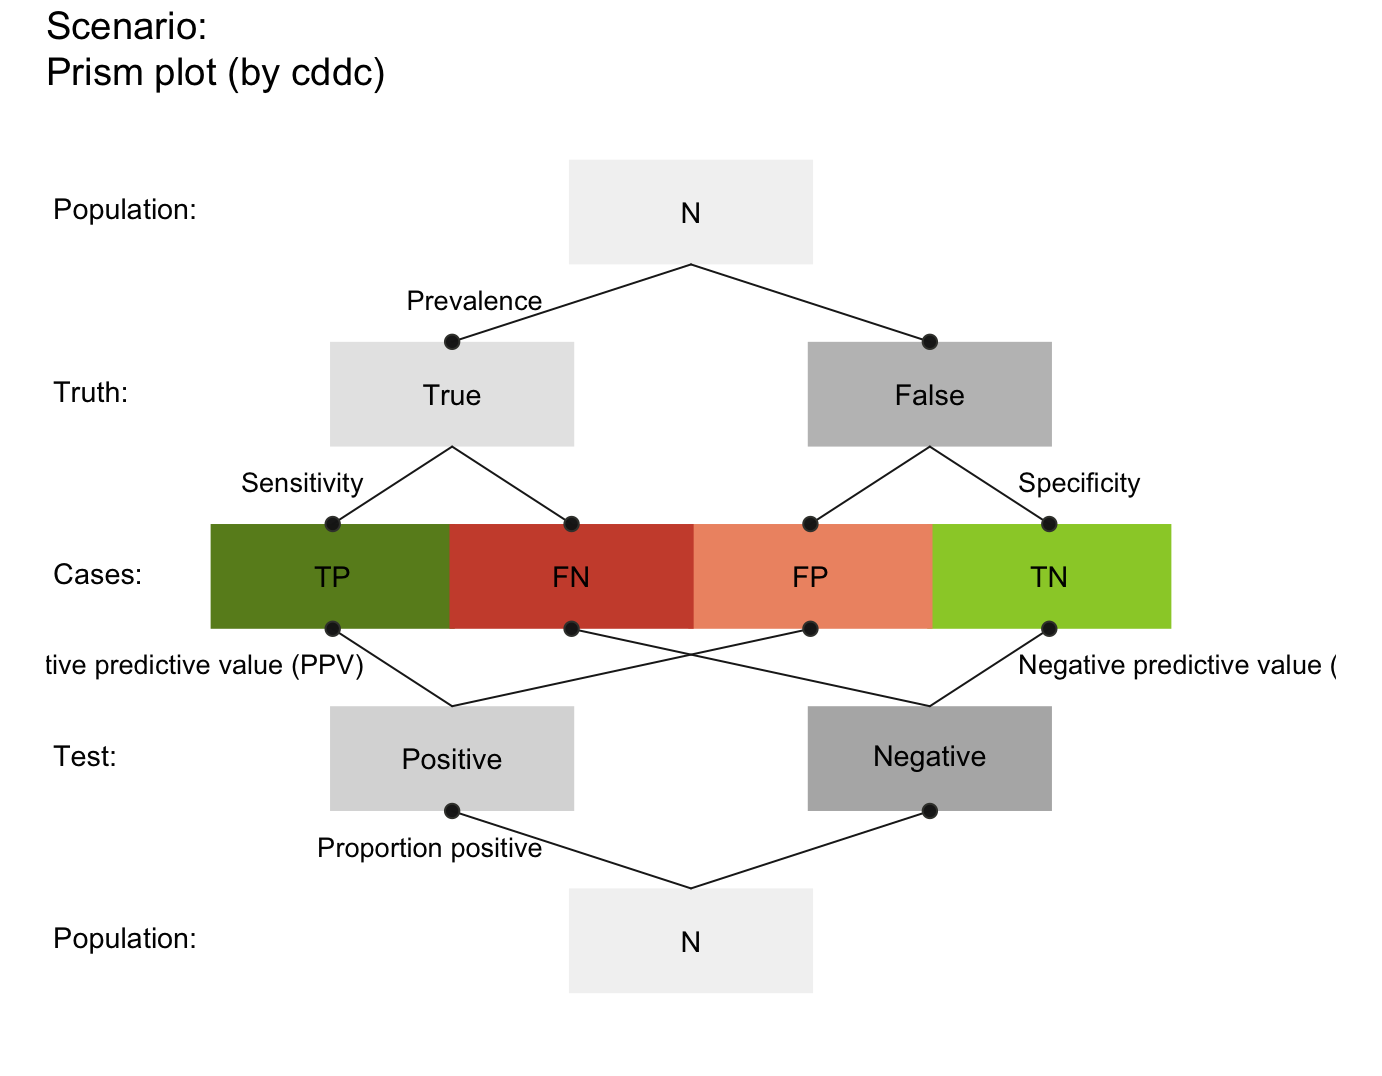 Scenario:
Prism plot (by cddc)
Population:
N
Prevalence
Truth:
True
False
Sensitivity
Specificity
Cases:
TP
FN
FP
TN
tive predictive value (PPV)
Negative predictive value (
Test:
Positive
Negative
Proportion positive
Population:
N